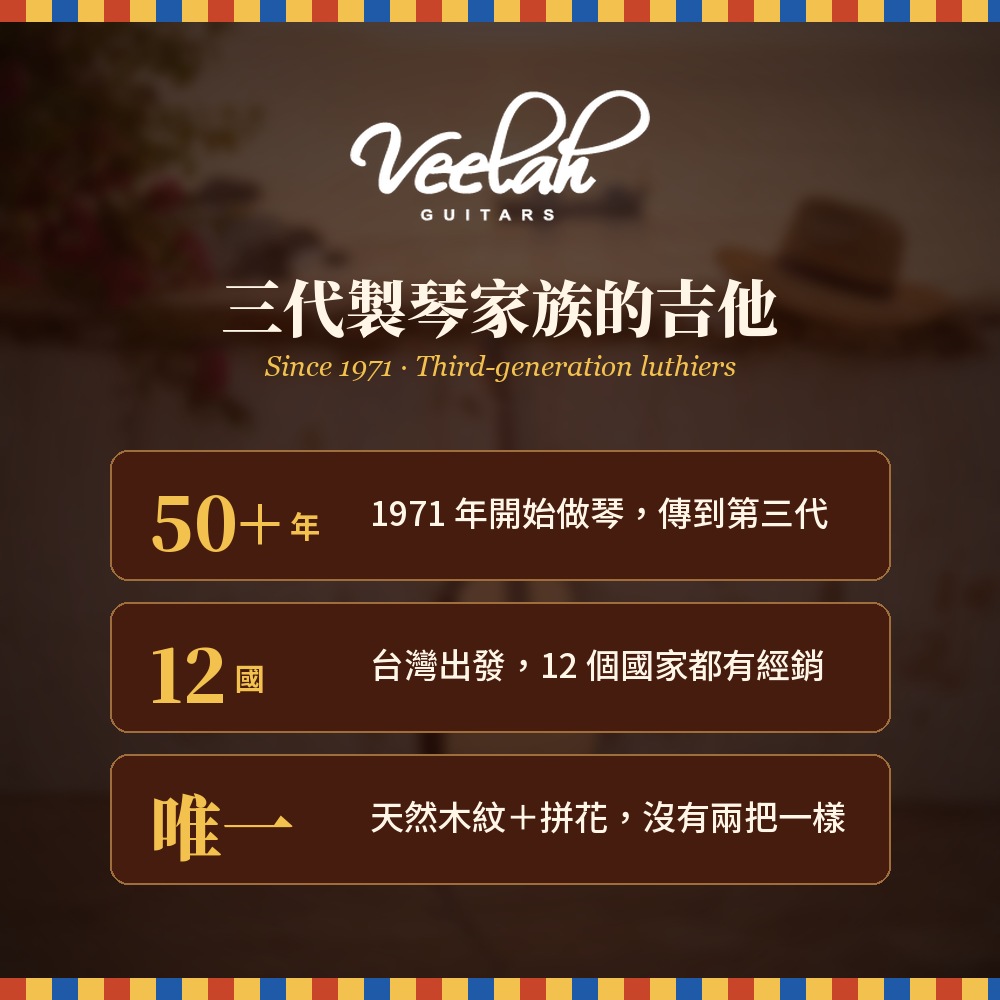 Veelah
GUITARS
三代製琴家族的吉他
Since 1971 · Third-generation luthiers
50＋年
1971 年開始做琴，傳到第三代
12 國
台灣出發，12 個國家都有經銷
唯一
天然木紋＋拼花，沒有兩把一樣